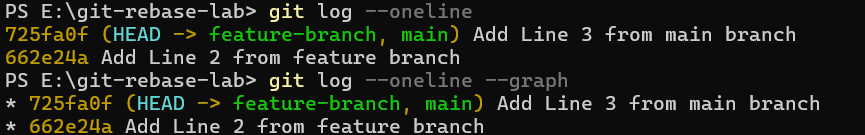 PS E:\git-rebase-lab> git log --oneline
725fa0f (HEAD -> feature-branch, main) Add Line 3 from main branch
662e24a Add Line 2 from feature branch
PS E:\git-rebase-lab> git log --oneline --graph
* 725fa0f (HEAD -> feature-branch, main) Add Line 3 from main branch
* 662e24a Add Line 2 from feature branch